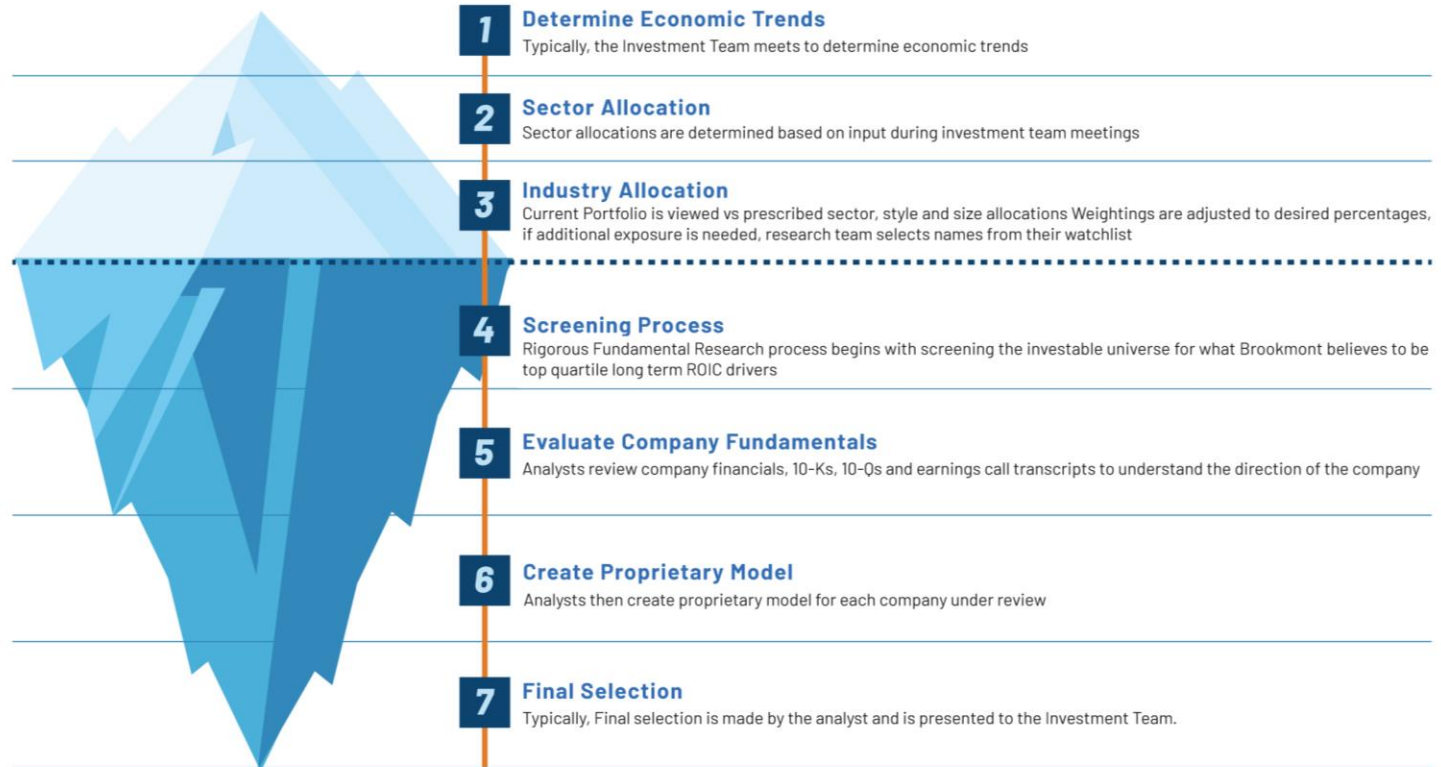 1
Determine Economic Trends
Typically, the Investment Team meets to determine economic trends
2
Sector Allocation
Sector allocations are determined based on input during investment team meetings
3
Industry Allocation
Current Portfolio is viewed vs prescribed sector, style and size allocations Weightings are adjusted to desired percentages,
if additional exposure is needed, research team selects names from their watchlist
4
Screening Process
Rigorous Fundamental Research process begins with screening the investable universe for what Brookmont believes to be
top quartile long term ROIC drivers
5
Evaluate Company Fundamentals
Analysts review company financials, 10-Ks, 10-Qs and earnings call transcripts to understand the direction of the company
6
Create Proprietary Model
Analysts then create proprietary model for each company under review
7
Final Selection
Typically, Final selection is made by the analyst and is presented to the Investment Team.